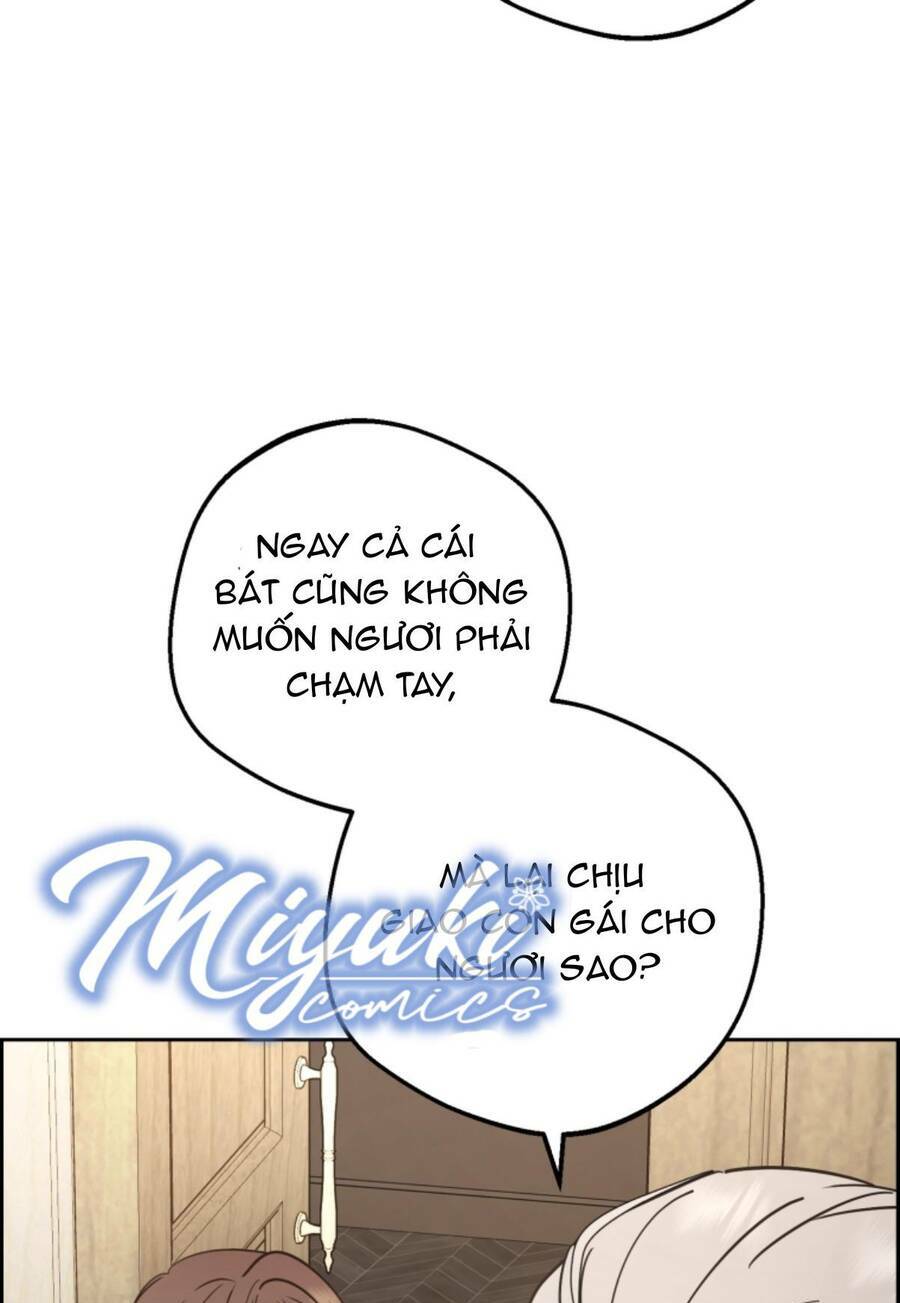 NGAY CẢ CÁI
BÁT CŨNG KHÔNG
MUỐN NGƯƠI PHẢI
CHẠM TAY,
MÀ LẠI CHỊU
GIAO CON GÁI CHO
NGƯƠI SAO?
Miyuki
comics